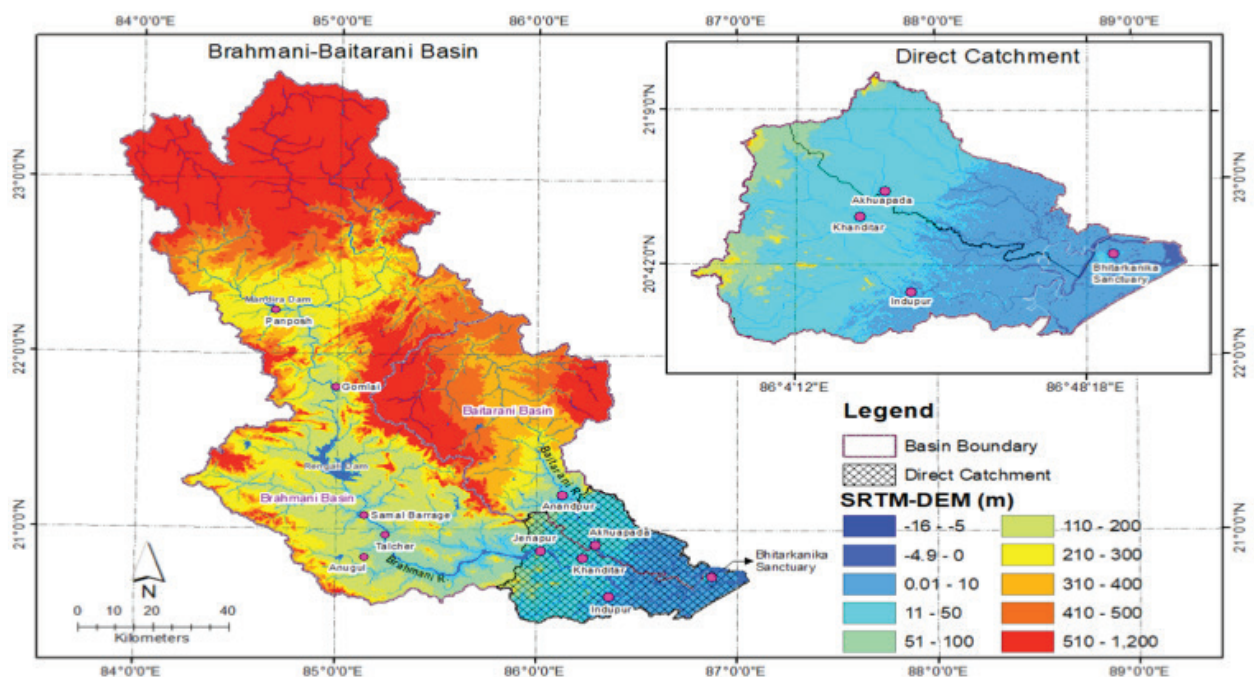 84°0'0"E
85°0'0"E
86°0'0"E
87°0'0"E
88°0'0"E
89°0'0"E
Brahmani-Baitarani Basin
Direct Catchment
21°9'0"N
20°42'0"N
Akhuapada
Khanditar
Bhitarkanika
Sanctuary
Indupur
86°4'12"E
86°48'18"E
23°0'0"N
22°0'0"N
21°0'0"N
23°0'0"N
22°0'0"N
21°0'0"N
Mandira Dam
Panposh
Gomlai
Baitarani Basin
Rengali Dam
Brahmani Basin
Baitarani R
Anandpur
Samal Barrage
Talcher
Anugul
Brahmani R.
Jenapur
Akhuapada
Khanditar
Indupur
Bhitarkanika
Sanctuary
N
0 10 20 40
Kilometers
Legend
Basin Boundary
Direct Catchment
SRTM-DEM (m)
-16 - -5
-4.9 - 0
0.01 - 10
11 - 50
51 - 100
110 - 200
210 - 300
310 - 400
410 - 500
510 - 1,200
84°0'0"E
85°0'0"E
86°0'0"E
87°0'0"E
88°0'0"E
89°0'0"E